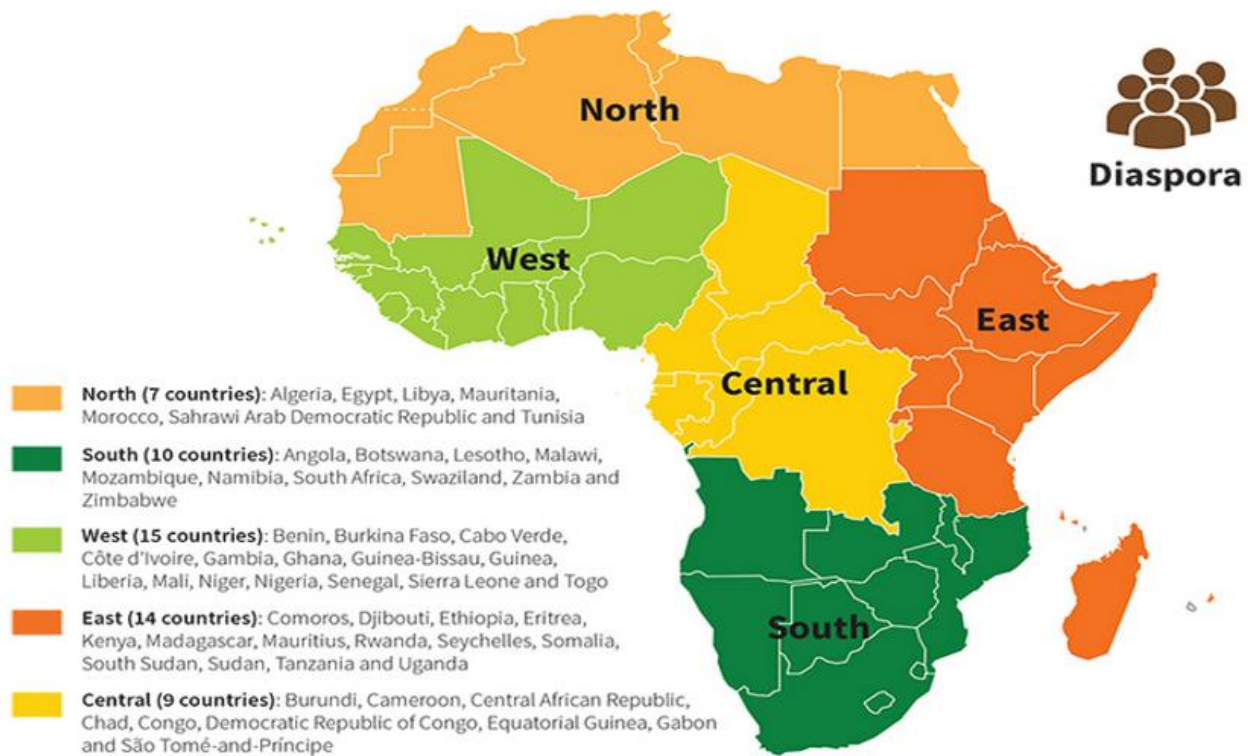 North
Diaspora
West
East
Central
South
North (7 countries): Algeria, Egypt, Libya, Mauritania,
Morocco, Sahrawi Arab Democratic Republic and Tunisia
South (10 countries): Angola, Botswana, Lesotho, Malawi,
Mozambique, Namibia, South Africa, Swaziland, Zambia and
Zimbabwe
West (15 countries): Benin, Burkina Faso, Cabo Verde,
Côte d'Ivoire, Gambia, Ghana, Guinea-Bissau, Guinea,
Liberia, Mali, Niger, Nigeria, Senegal, Sierra Leone and Togo
East (14 countries): Comoros, Djibouti, Ethiopia, Eritrea,
Kenya, Madagascar, Mauritius, Rwanda, Seychelles, Somalia,
South Sudan, Sudan, Tanzania and Uganda
Central (9 countries): Burundi, Cameroon, Central African Republic,
Chad, Congo, Democratic Republic of Congo, Equatorial Guinea, Gabon
and São Tomé-and-Príncipe